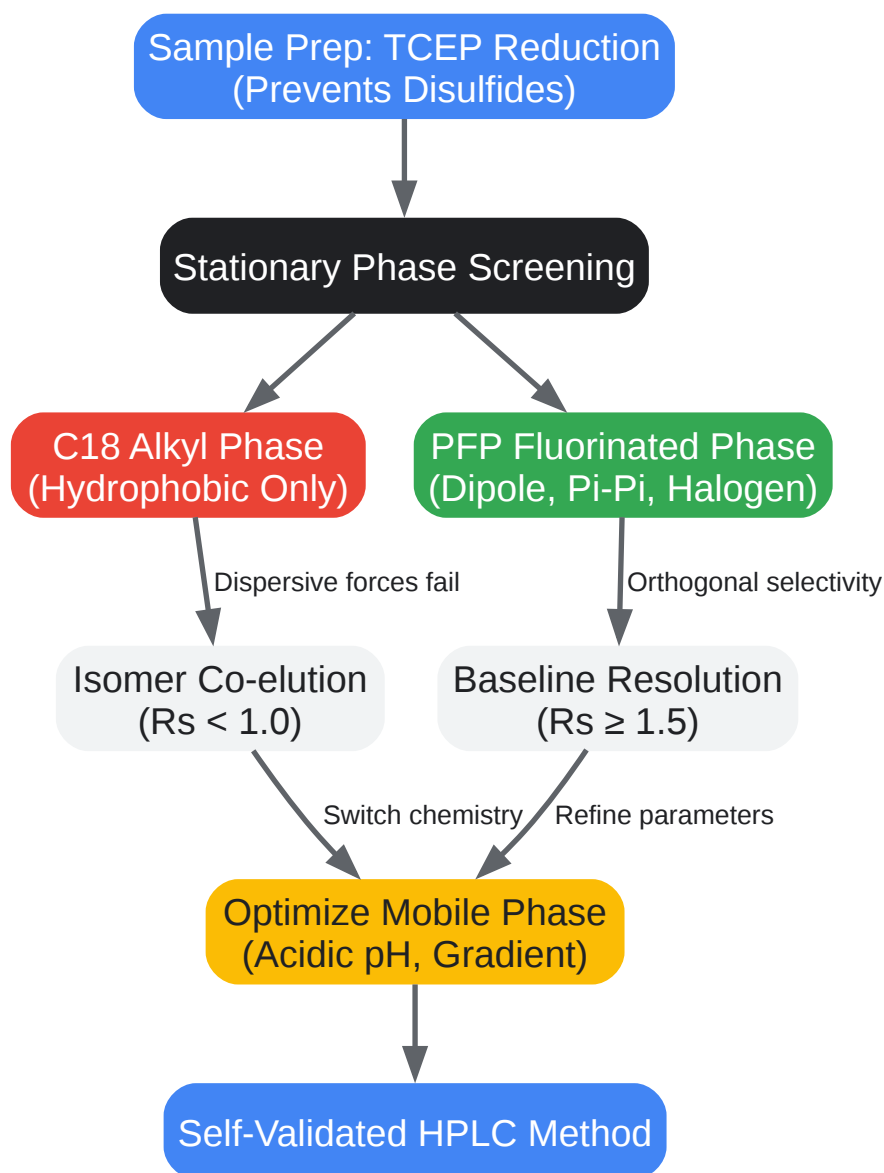 Sample Prep: TCEP Reduction
(Prevents Disulfides)
Stationary Phase Screening
C18 Alkyl Phase
(Hydrophobic Only)
PFP Fluorinated Phase
(Dipole, Pi-Pi, Halogen)
Dispersive forces fail
Orthogonal selectivity
Isomer Co-elution
(Rs < 1.0)
Baseline Resolution
(Rs ≥ 1.5)
Switch chemistry
Refine parameters
Optimize Mobile Phase
(Acidic pH, Gradient)
Self-Validated HPLC Method